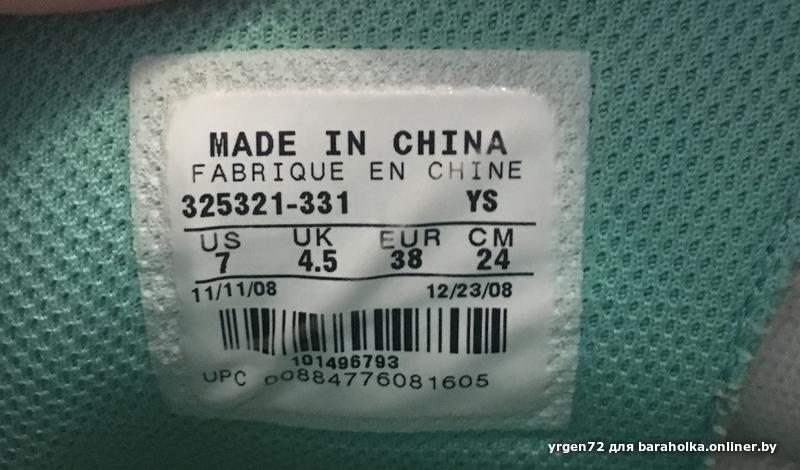 MADE IN CHINA
FABRIQUE EN CHINE
325321-331 YS
US UK EUR CM
7 4.5 38 24
11/11/08 12/23/08
101496793
UPC 00884776081605
yrgen72 для baraholka.onliner.by